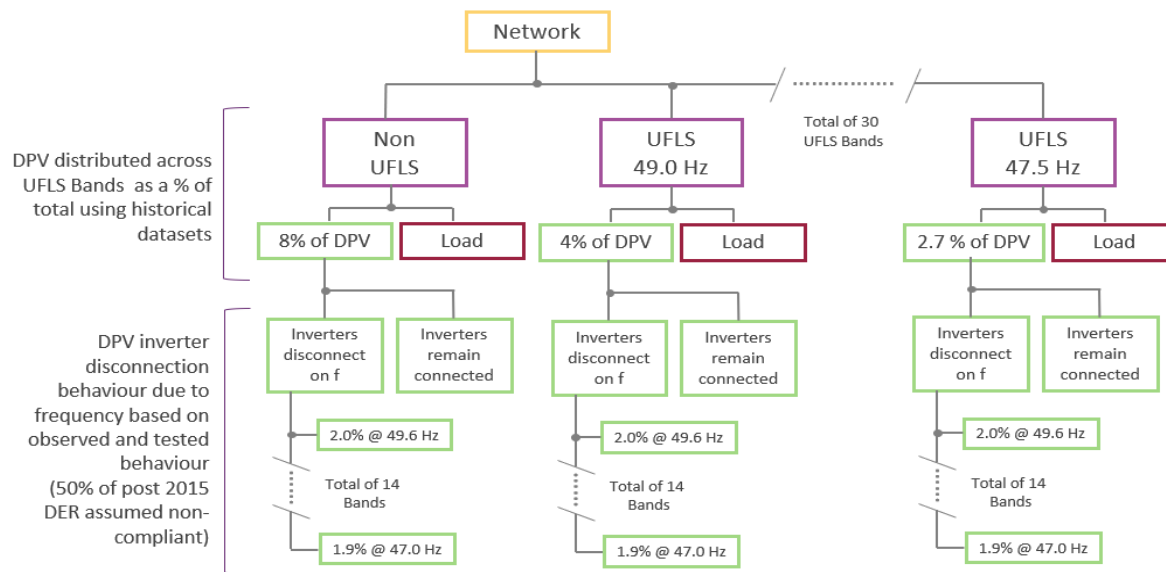 Network
Total of 30
UFLS Bands
DPV distributed across
UFLS Bands as a % of
total using historical
datasets
Non
UFLS
UFLS
49.0 Hz
UFLS
47.5 Hz
8% of DPV
Load
4% of DPV
Load
2.7 % of DPV
Load
DPV inverter
disconnection
behaviour due to
frequency based on
observed and tested
behaviour
(50% of post 2015
DER assumed non-
compliant)
Inverters
disconnect
on f
Inverters
remain
connected
Inverters
disconnect
on f
Inverters
remain
connected
Inverters
disconnect
on f
Inverters
remain
connected
2.0% @ 49.6 Hz
2.0% @ 49.6 Hz
2.0% @ 49.6 Hz
Total of 14
Bands
Total of 14
Bands
Total of 14
Bands
1.9% @ 47.0 Hz
1.9% @ 47.0 Hz
1.9% @ 47.0 Hz